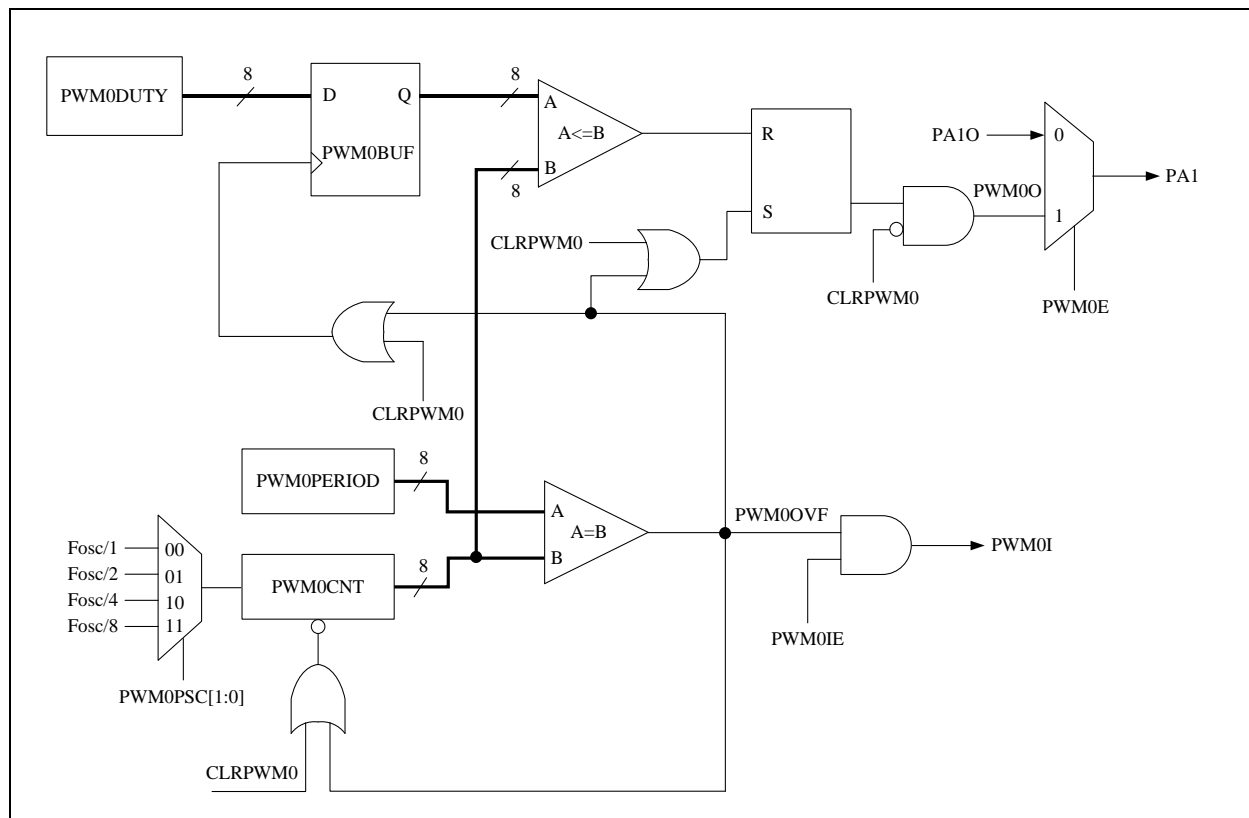 PWM0DUTY
8
D
Q
PWM0BUF
8
A
A<=B
B
8
R
S
PA1O
0
1
PA1
PWM0O
CLRPWM0
PWM0E
CLRPWM0
CLRPWM0
PWM0PERIOD
8
A
A=B
B
PWM0OVF
PWM0I
PWM0IE
Fosc/1
Fosc/2
Fosc/4
Fosc/8
00
01
10
11
PWM0CNT
8
PWM0PSC[1:0]
CLRPWM0